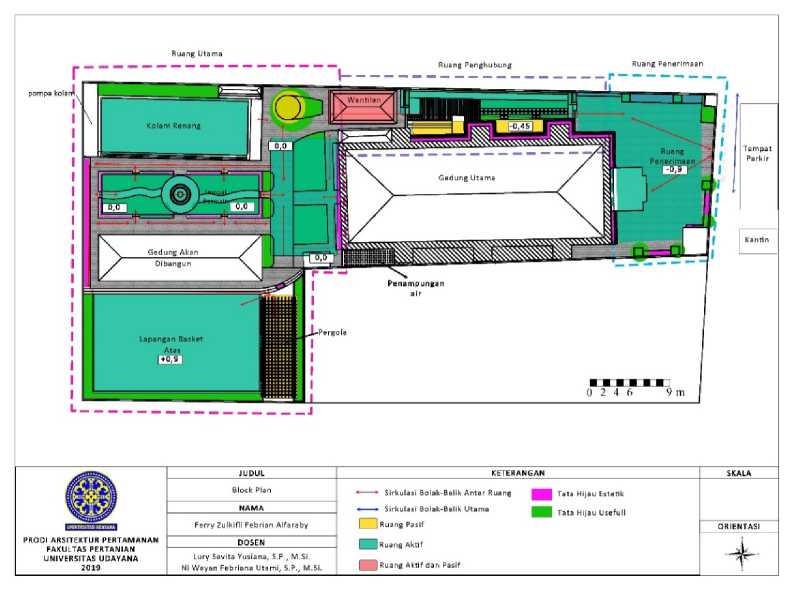 Ruang Utama
Ruang Penghubung
Ruang Penerimaan
pompa kolam
Wantilan
Kolam Renang
-0,45
0,0
Tempat
Parkir
Ruang
Penerimaan
-0,9
Gedung Utama
0,0
0,0
Kantin
Gedung Akan
Dibangun
0,0
Penampungan
air
Pergola
Lapangan Basket
Atas
+0,9
0 2 4 6 9 m
JUDUL
Block Plan
NAMA
Ferry Zulkifli Febrian Alfaraby
DOSEN
Lury Sevita Yusiana, S.P., M.Si.
Ni Wayan Febriana Utami, S.P., M.Si.
UNIVERSITAS UDAYANA
PRODI ARSITEKTUR PERTAMANAN
FAKULTAS PERTANIAN
UNIVERSITAS UDAYANA
2019
KETERANGAN
Sirkulasi Bolak-Balik Antar Ruang
Sirkulasi Bolak-Balik Utama
Ruang Pasif
Ruang Aktif
Ruang Aktif dan Pasif
Tata Hijau Estetik
Tata Hijau Usefull
SKALA
ORIENTASI